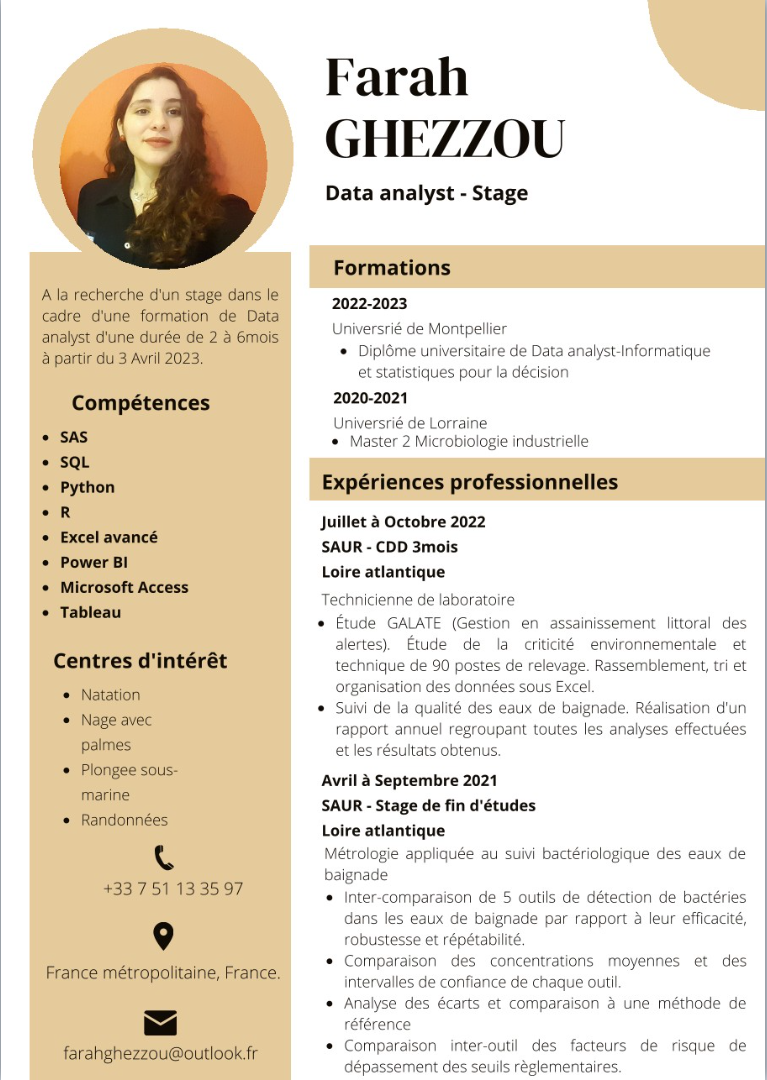 Farah
GHEZZOU
Data analyst - Stage
A la recherche d'un stage dans le
cadre d'une formation de Data
analyst d'une durée de 2 à 6mois
à partir du 3 Avril 2023.
Compétences
• SAS
• SQL
• Python
• R
• Excel avancé
• Power BI
• Microsoft Access
• Tableau
Centres d'intérêt
• Natation
• Nage avec
palmes
• Plongee sous-
marine
• Randonnées
+33 7 51 13 35 97
France métropolitaine, France.
farahghezzou@outlook.fr
Formations
2022-2023
Universrié de Montpellier
• Diplôme universitaire de Data analyst-Informatique
et statistiques pour la décision
2020-2021
Universrié de Lorraine
• Master 2 Microbiologie industrielle
Expériences professionnelles
Juillet à Octobre 2022
SAUR - CDD 3mois
Loire atlantique
Technicienne de laboratoire
• Étude GALATE (Gestion en assainissement littoral des
alertes). Étude de la criticité environnementale et
technique de 90 postes de relevage. Rassemblement, tri et
organisation des données sous Excel.
• Suivi de la qualité des eaux de baignade. Réalisation d'un
rapport annuel regroupant toutes les analyses effectuées
et les résultats obtenus.
Avril à Septembre 2021
SAUR - Stage de fin d'études
Loire atlantique
Métrologie appliquée au suivi bactériologique des eaux de
baignade
• Inter-comparaison de 5 outils de détection de bactéries
dans les eaux de baignade par rapport à leur efficacité,
robustesse et répétabilité.
• Comparaison des concentrations moyennes et des
intervalles de confiance de chaque outil.
• Analyse des écarts et comparaison à une méthode de
référence
• Comparaison inter-outil des facteurs de risque de
dépassement des seuils règlementaires.